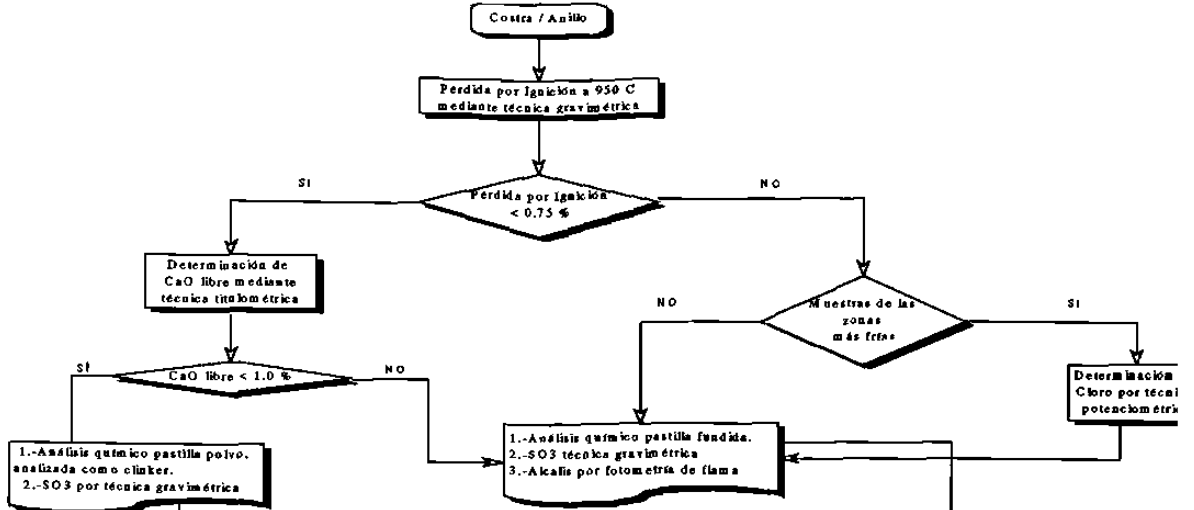 Costra / Anillo
Pérdida por Ignición a 950 C
mediante técnica gravimétrica
SI
NO
Pérdida por Ignición
< 0.75 %
Determinación de
CaO libre mediante
técnica titulométrica
NO
Muestras de las
zonas
más frías
SI
SI
CaO libre < 1.0 %
NO
Determinación
Cloro por técni
potenciométric
1.-Análisis químico pastilla polvo,
analizada como clinker.
2.-SO3 por técnica gravimétrica
1.-Análisis químico pastilla fundida.
2.-SO3 técnica gravimétrica
3.-Alcalis por fotometría de flama